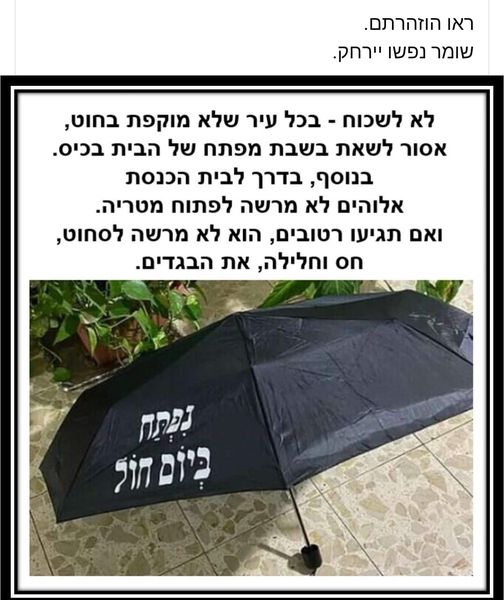 ראו הוזהרתם.
שומר נפשו יירחק.
לא לשכוח - בכל עיר שלא מוקפת בחוט,
אסור לשאת בשבת מפתח של הבית בכיס.
בנוסף, בדרך לבית הכנסת
אלוהים לא מרשה לפתוח מטריה.
ואם תגיעו רטובים, הוא לא מרשה לסחוט,
חס וחלילה, את הבגדים.
נִפְתַּח
בְּיוֹם חוֹל